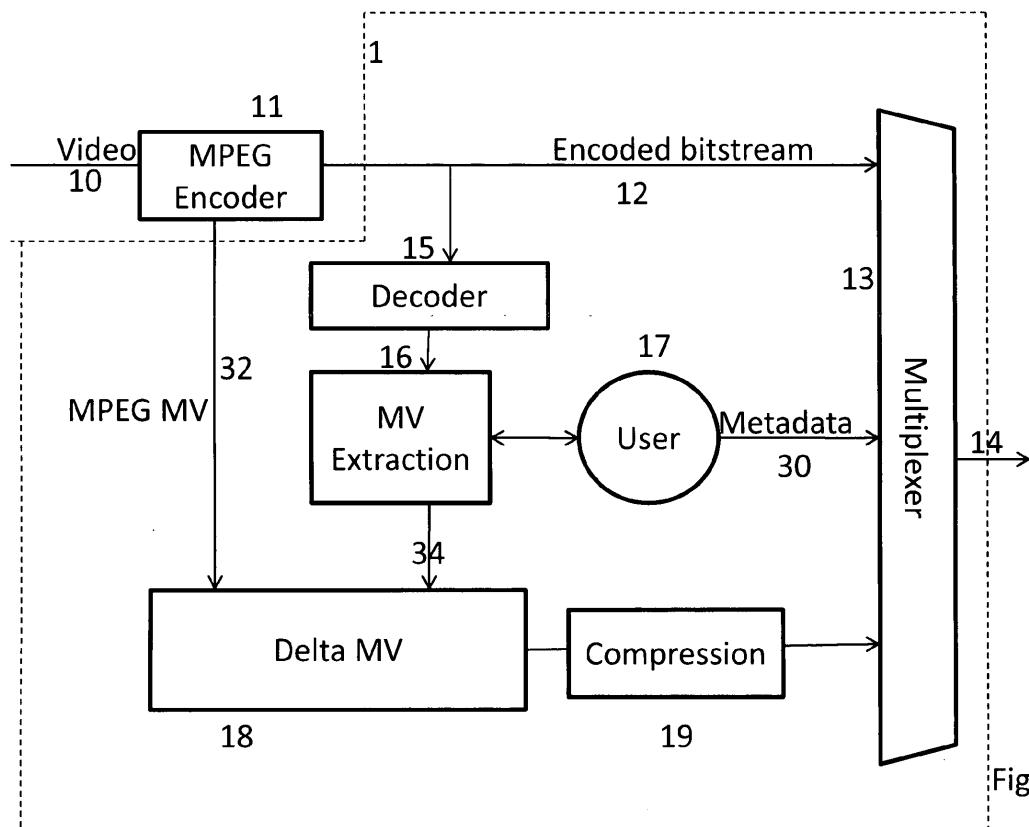 1
11
Video
10
MPEG
Encoder
Encoded bitstream
12
15
Decoder
13
16
17
32
MPEG MV
MV
Extraction
User
Metadata
30
Multiplexer
14
34
Delta MV
Compression
18
19
Fig